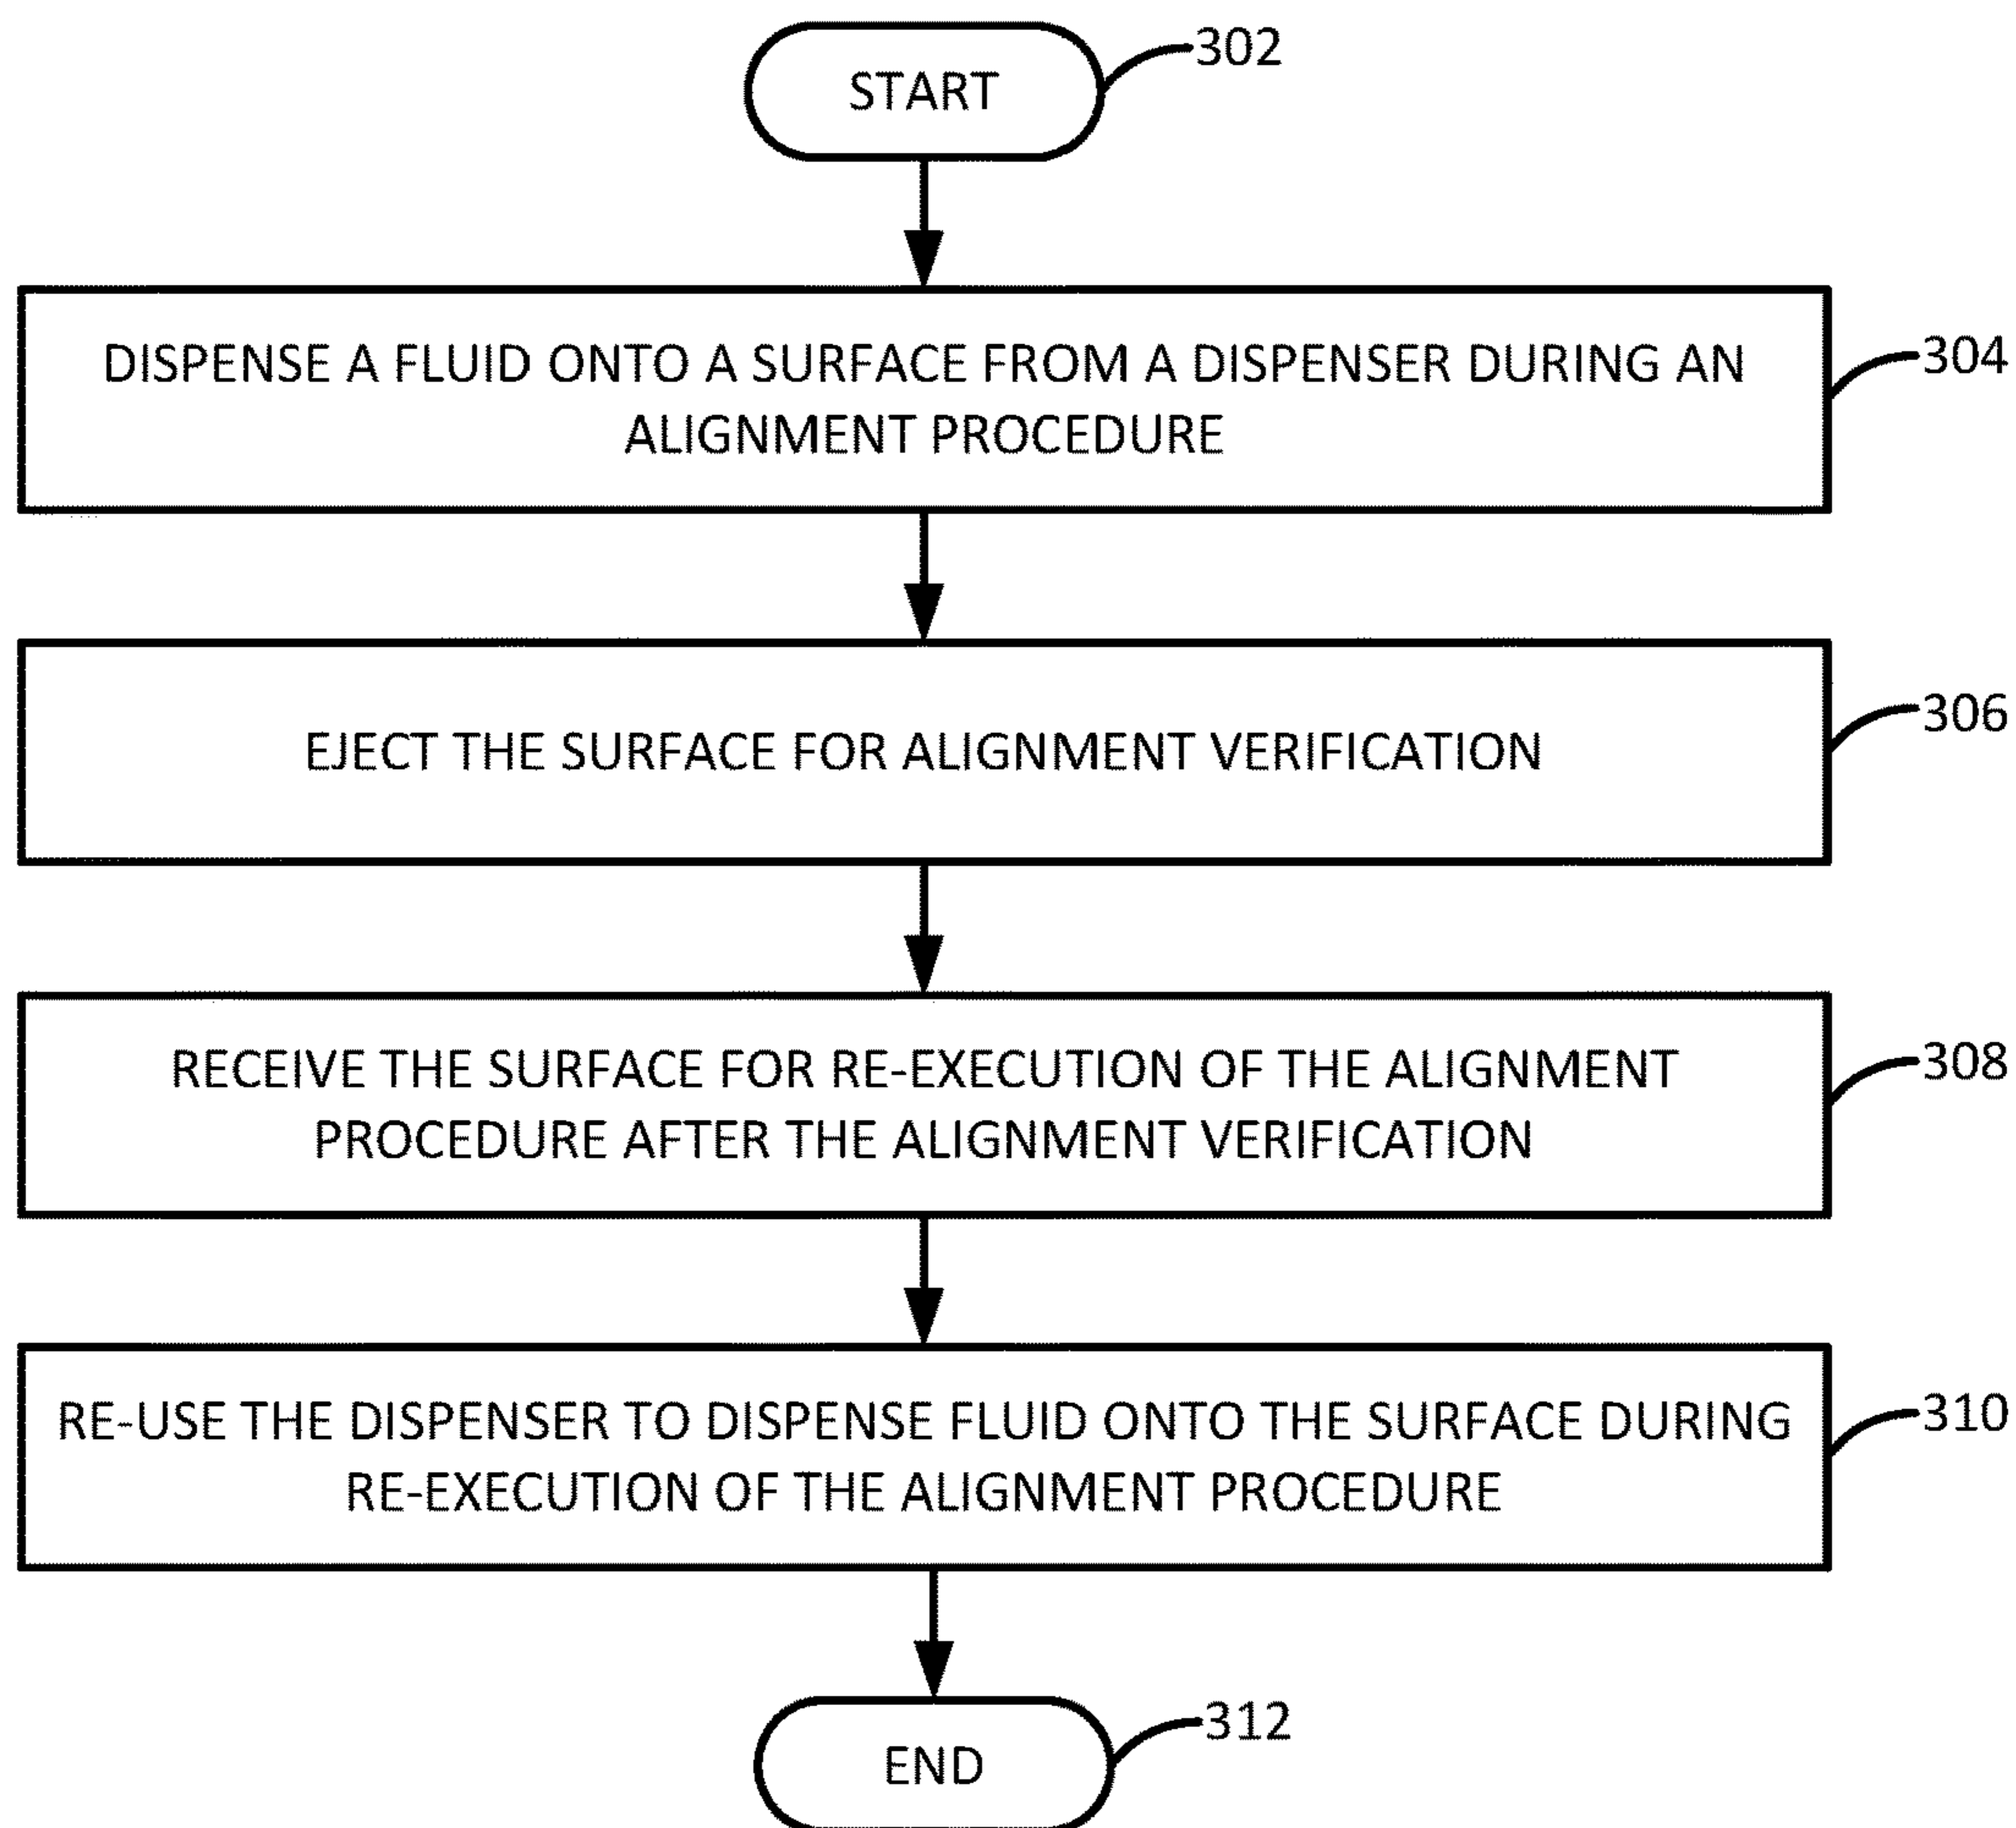 START
302
DISPENSE A FLUID ONTO A SURFACE FROM A DISPENSER DURING AN
ALIGNMENT PROCEDURE
304
EJECT THE SURFACE FOR ALIGNMENT VERIFICATION
306
RECEIVE THE SURFACE FOR RE-EXECUTION OF THE ALIGNMENT
PROCEDURE AFTER THE ALIGNMENT VERIFICATION
308
RE-USE THE DISPENSER TO DISPENSE FLUID ONTO THE SURFACE DURING
RE-EXECUTION OF THE ALIGNMENT PROCEDURE
310
END
312